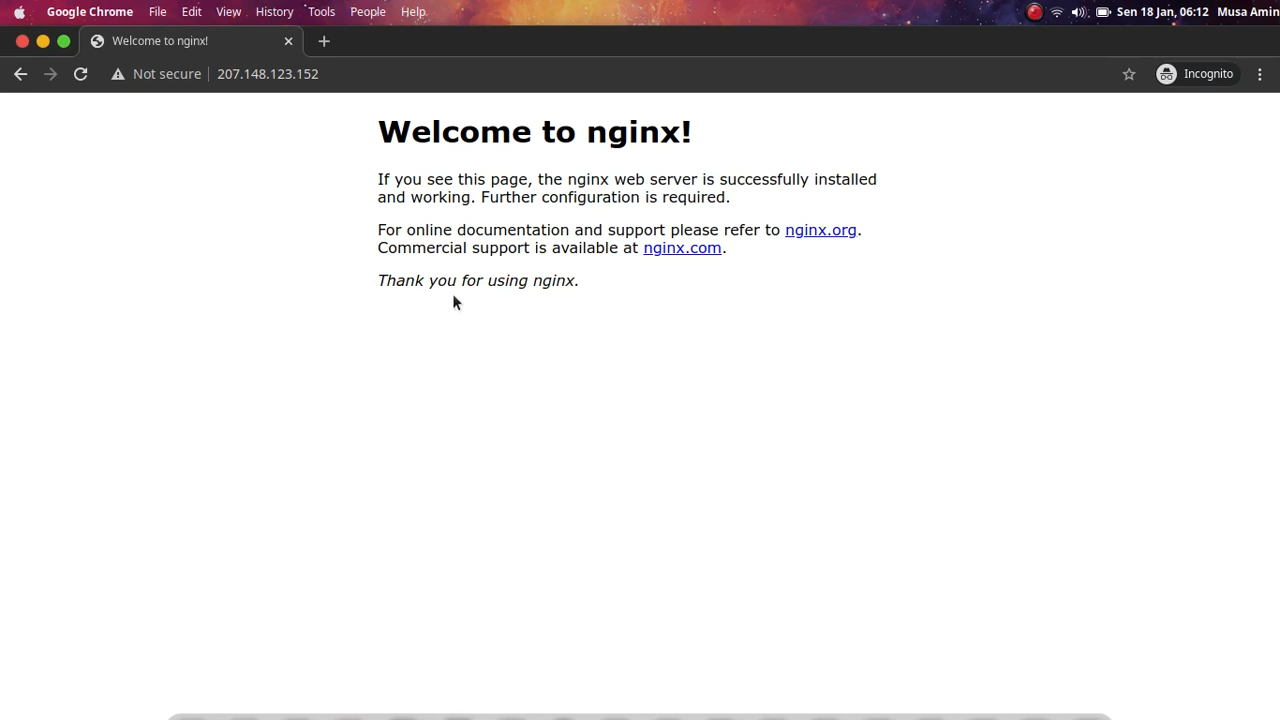 Google Chrome File Edit View History Tools People Help Sen 18 Jan, 06:12 Musa Amin
Welcome to nginx!
Not secure 207.148.123.152 Incognito
Welcome to nginx!
If you see this page, the nginx web server is successfully installed
and working. Further configuration is required.
For online documentation and support please refer to nginx.org.
Commercial support is available at nginx.com.
Thank you for using nginx.